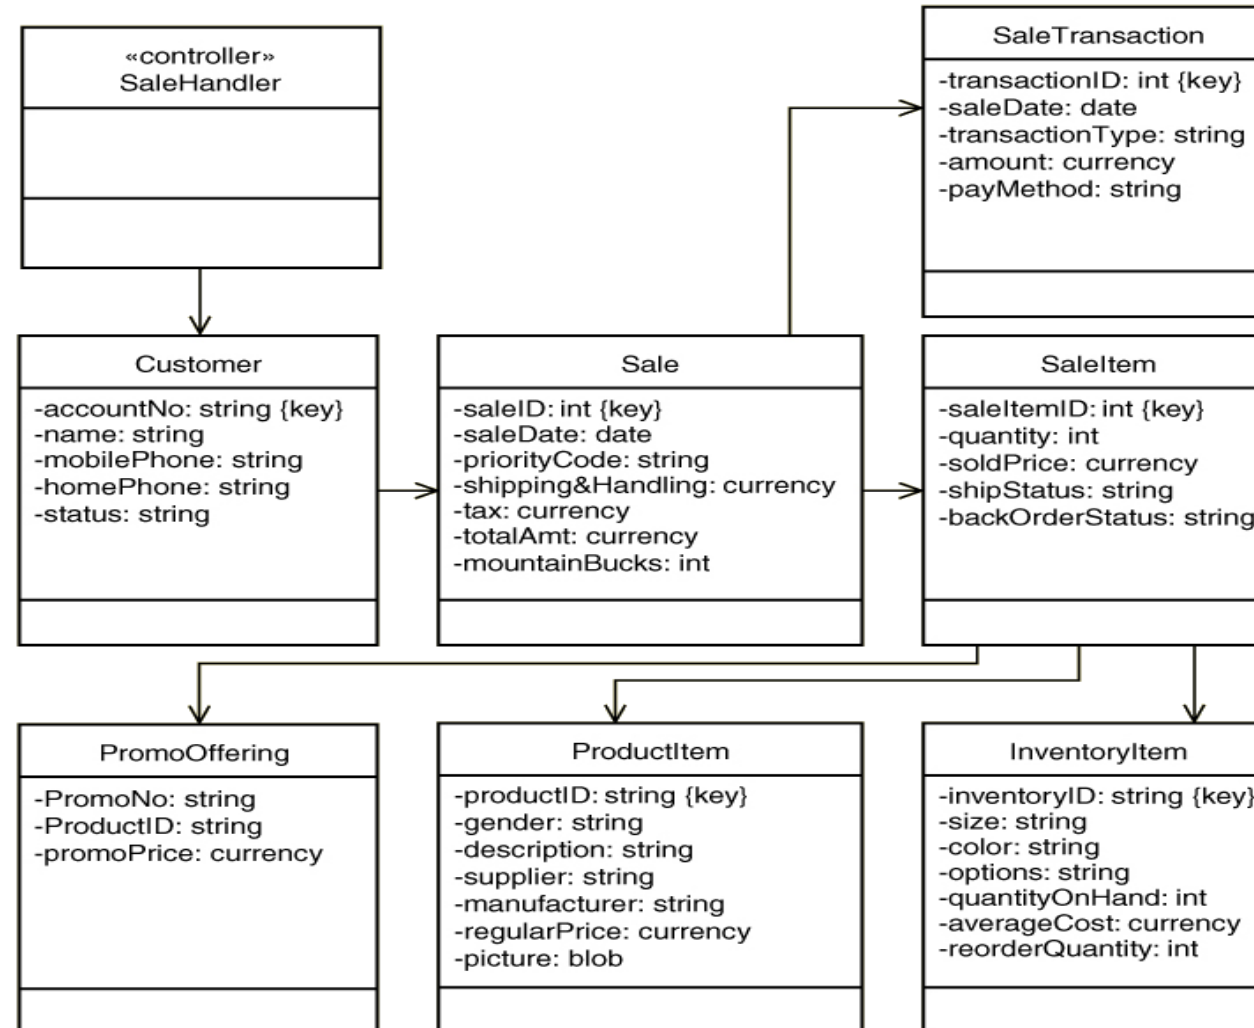 «controller»
SaleHandler
SaleTransaction
-transactionID: int {key}
-saleDate: date
-transactionType: string
-amount: currency
-payMethod: string
Customer
-accountNo: string {key}
-name: string
-mobilePhone: string
-homePhone: string
-status: string
Sale
-saleID: int {key}
-saleDate: date
-priorityCode: string
-shipping&Handling: currency
-tax: currency
-totalAmt: currency
-mountainBucks: int
SaleItem
-saleItemID: int {key}
-quantity: int
-soldPrice: currency
-shipStatus: string
-backOrderStatus: string
PromoOffering
-PromoNo: string
-ProductID: string
-promoPrice: currency
ProductItem
-productID: string {key}
-gender: string
-description: string
-supplier: string
-manufacturer: string
-regularPrice: currency
-picture: blob
InventoryItem
-inventoryID: string {key}
-size: string
-color: string
-options: string
-quantityOnHand: int
-averageCost: currency
-reorderQuantity: int